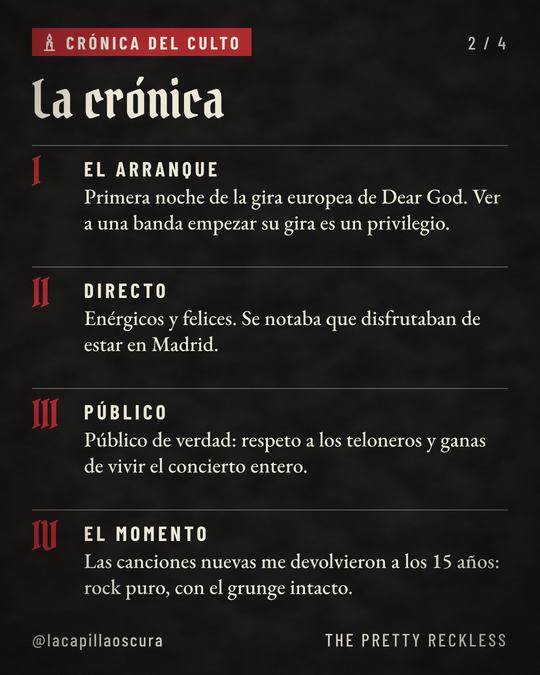 CRÓNICA DEL CULTO
2 / 4
La crónica
I
EL ARRANQUE
Primera noche de la gira europea de Dear God. Ver
a una banda empezar su gira es un privilegio.
II
DIRECTO
Enérgicos y felices. Se notaba que disfrutaban de
estar en Madrid.
III
PÚBLICO
Público de verdad: respeto a los teloneros y ganas
de vivir el concierto entero.
IV
EL MOMENTO
Las canciones nuevas me devolvieron a los 15 años:
rock puro, con el grunge intacto.
@lacapillaoscura
THE PRETTY RECKLESS